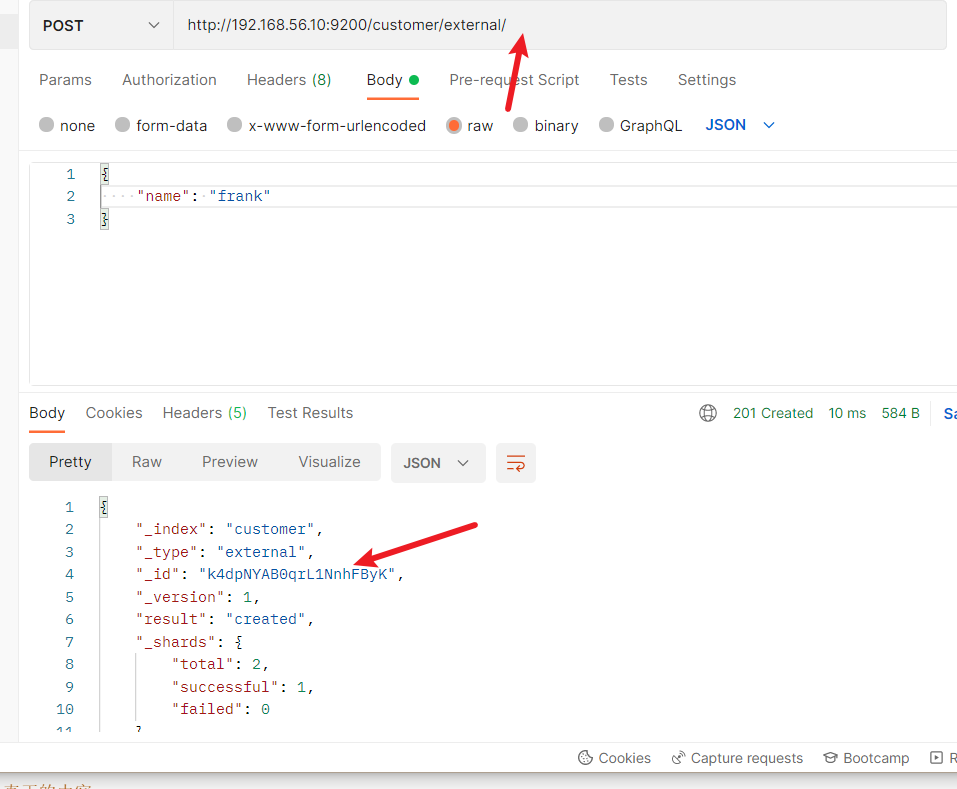 POST http://192.168.56.10:9200/customer/external/
Params Authorization Headers (8) Body Pre-request Script Tests Settings
none form-data x-www-form-urlencoded raw binary GraphQL JSON
1 {
2 "name": "frank"
3 }
Body Cookies Headers (5) Test Results 201 Created 10 ms 584 B Sa
Pretty Raw Preview Visualize JSON
1 {
2 "_index": "customer",
3 "_type": "external",
4 "_id": "k4dpNYAB0qrL1NnhFByK",
5 "_version": 1,
6 "result": "created",
7 "_shards": {
8 "total": 2,
9 "successful": 1,
10 "failed": 0
11 }
Cookies Capture requests Bootcamp R